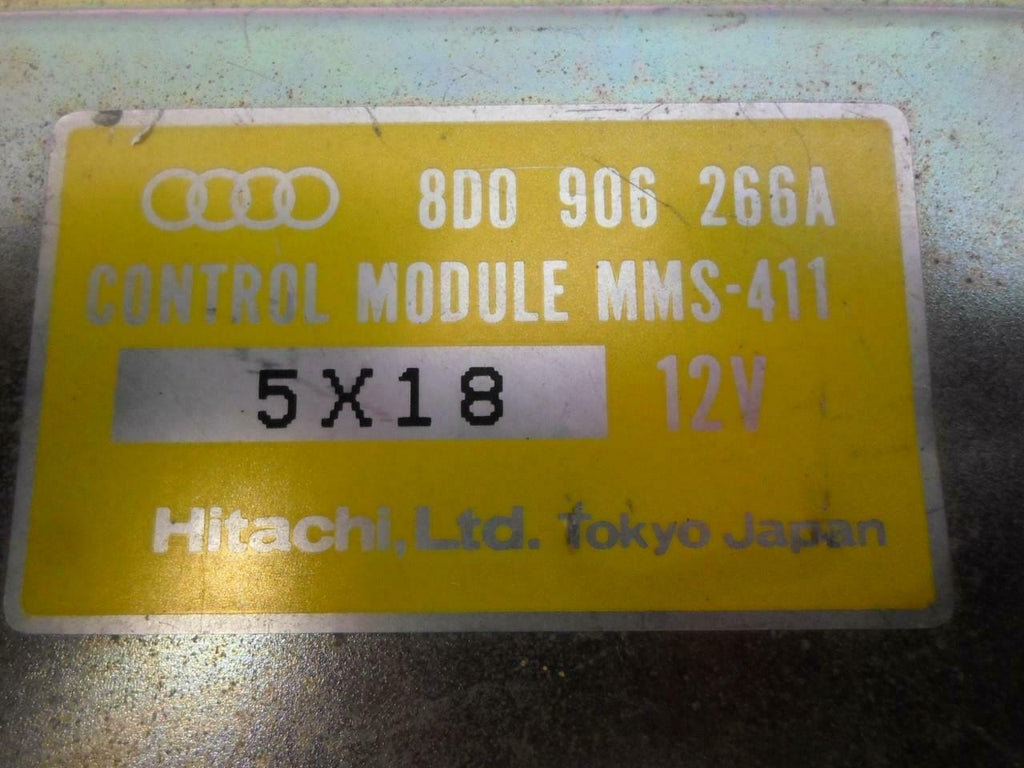 8D0 906 266A
CONTROL MODULE MMS-411
5X18 12V
Hitachi, Ltd. Tokyo Japan